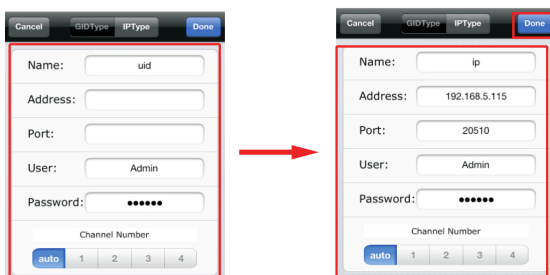 Cancel GIDType IPType Done
Name: uid
Address:
Port:
User: Admin
Password: ••••••
Channel Number
auto 1 2 3 4
Cancel GIDType IPType Done
Name: ip
Address: 192.168.5.115
Port: 20510
User: Admin
Password: ••••••
Channel Number
auto 1 2 3 4